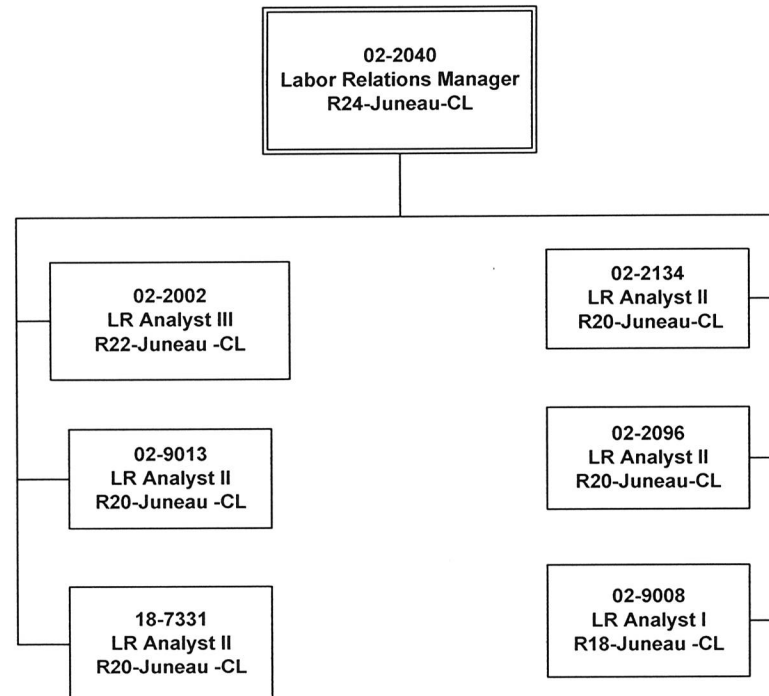 02-2040
Labor Relations Manager
R24-Juneau-CL
02-2002
LR Analyst III
R22-Juneau -CL
02-9013
LR Analyst II
R20-Juneau -CL
18-7331
LR Analyst II
R20-Juneau -CL
02-2134
LR Analyst II
R20-Juneau-CL
02-2096
LR Analyst II
R20-Juneau-CL
02-9008
LR Analyst I
R18-Juneau -CL